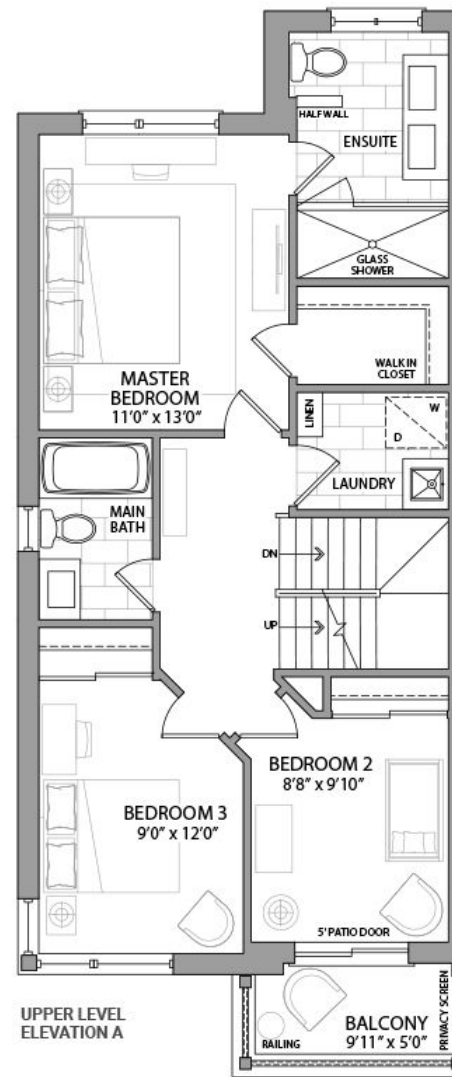 HALF WALL
ENSUITE
GLASS
SHOWER
WALK IN
CLOSET
MASTER
BEDROOM
11'0" x 13'0"
LINEN
W
D
LAUNDRY
MAIN
BATH
DN
UP
BEDROOM 2
8'8" x 9'10"
BEDROOM 3
9'0" x 12'0"
5' PATIO DOOR
UPPER LEVEL
ELEVATION A
RAILING
BALCONY
9'11" x 5'0"
PRIVACY SCREEN